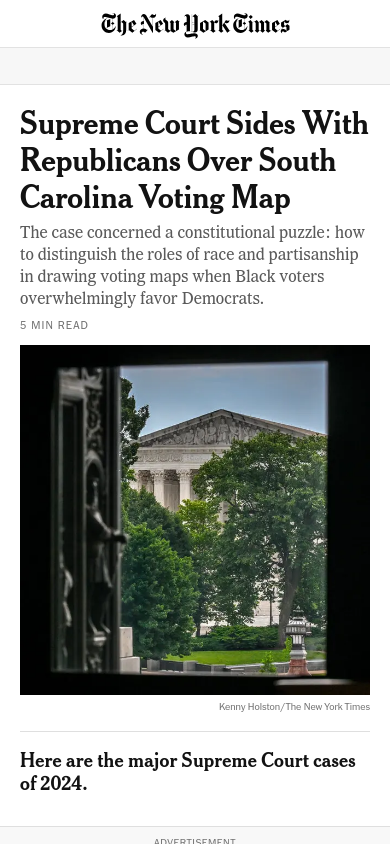 The New York Times
Supreme Court Sides With
Republicans Over South
Carolina Voting Map
The case concerned a constitutional puzzle: how
to distinguish the roles of race and partisanship
in drawing voting maps when Black voters
overwhelmingly favor Democrats.
5 MIN READ
Kenny Holston/The New York Times
Here are the major Supreme Court cases
of 2024.
ADVERTISEMENT